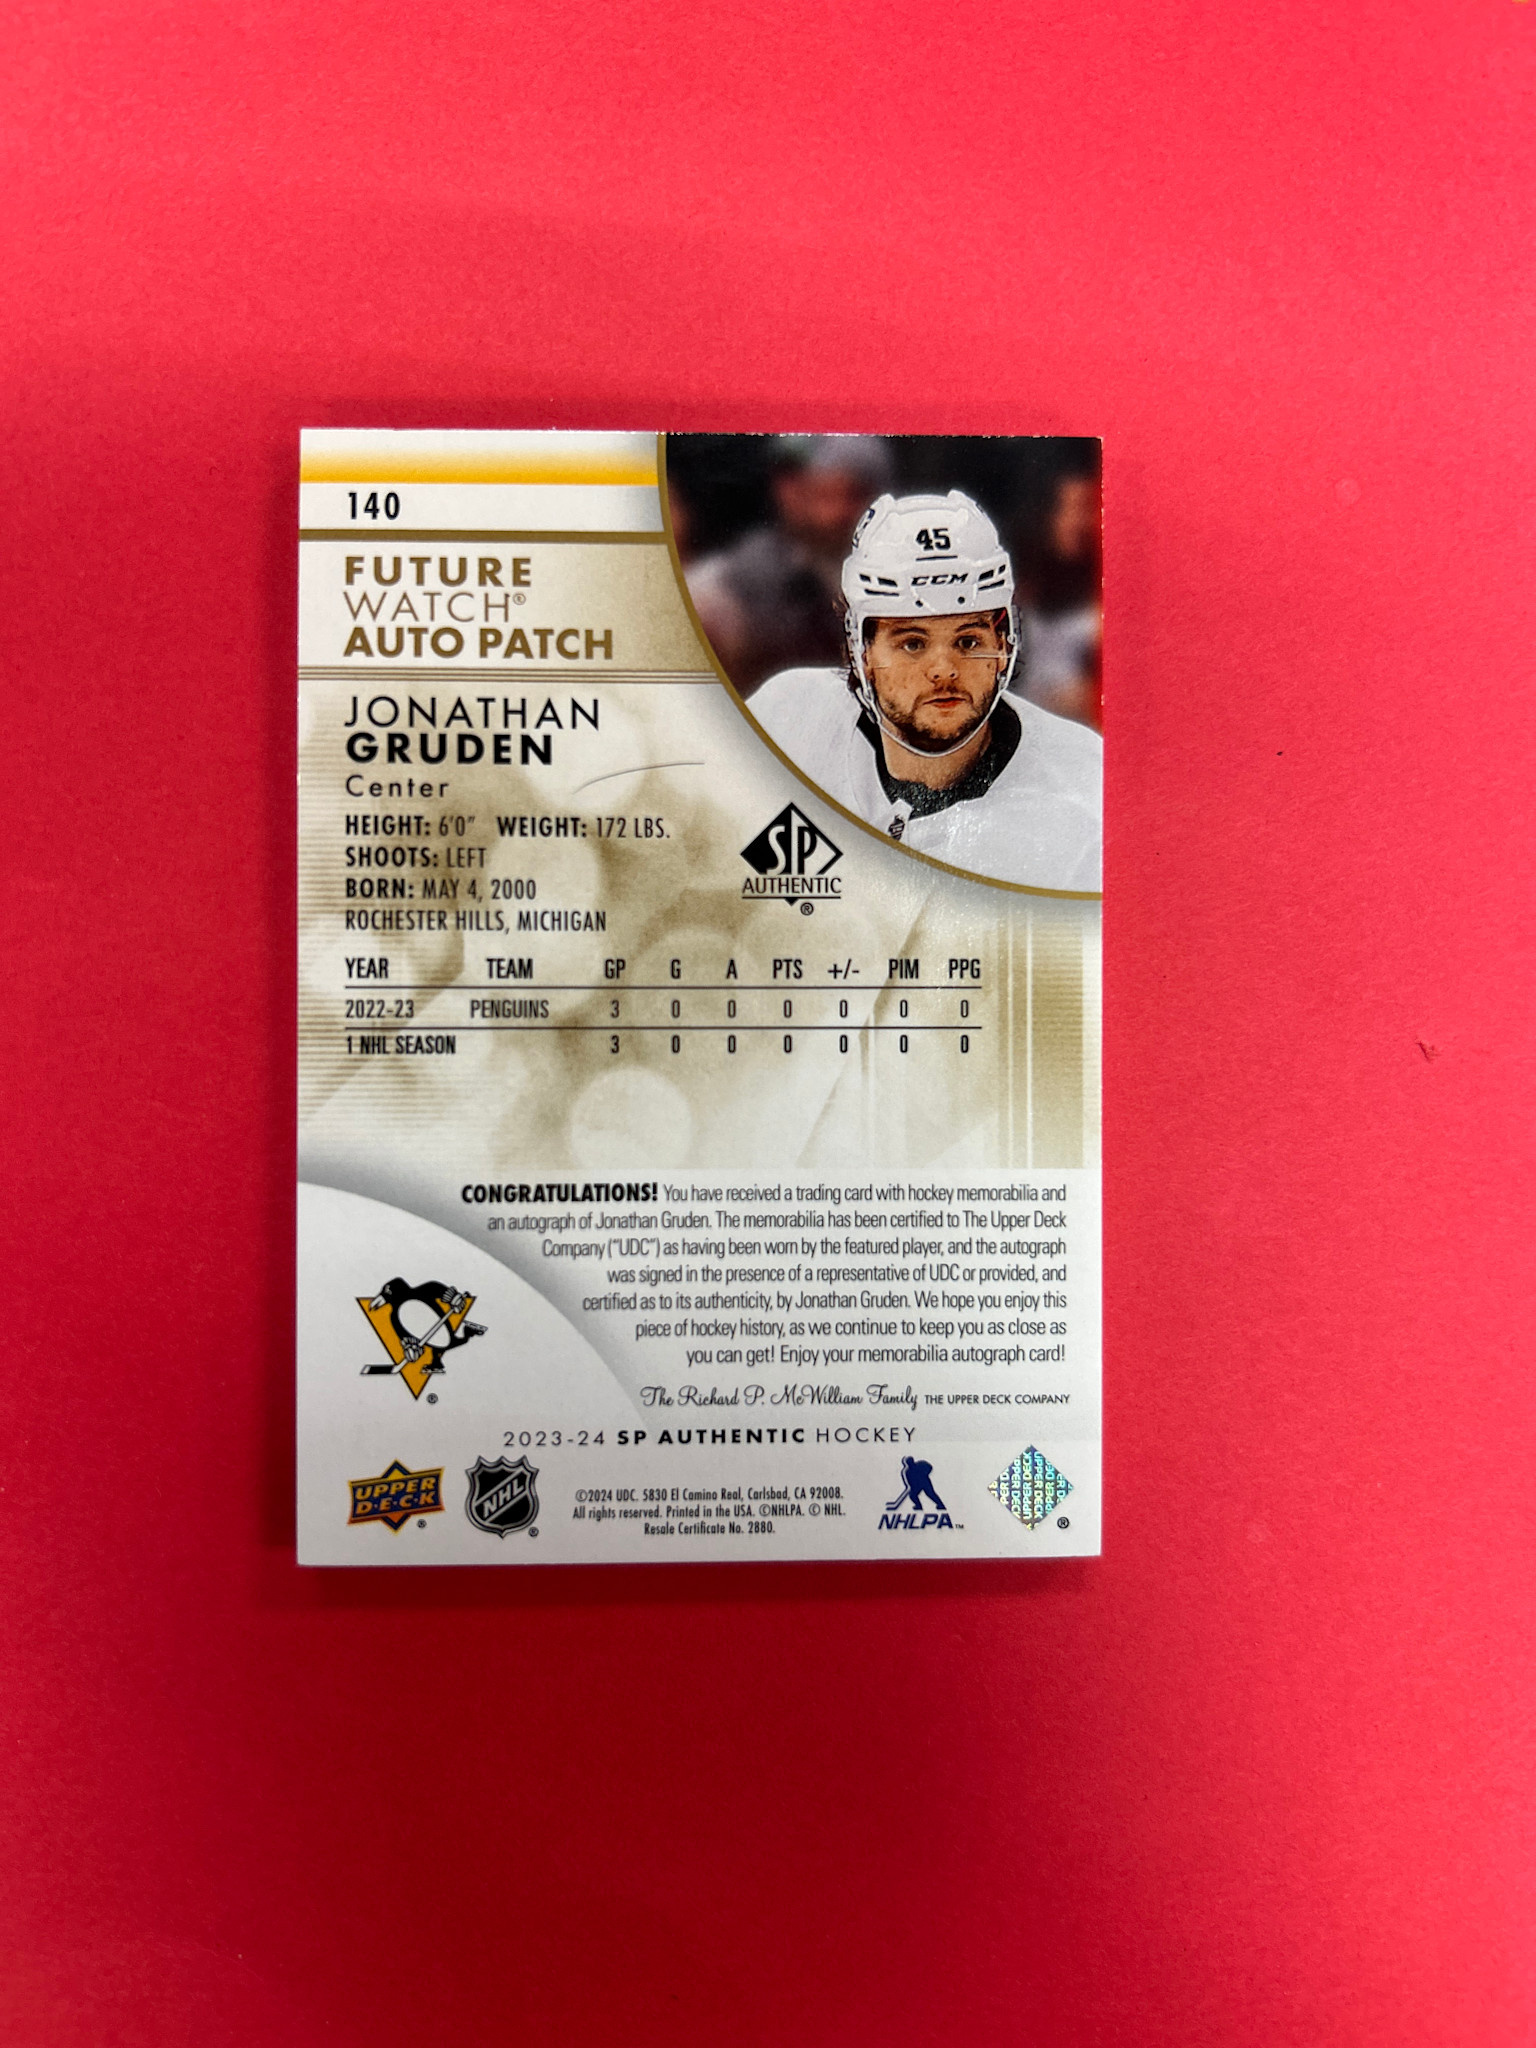 140
45
CCM
FUTURE
WATCH®
AUTO PATCH
JONATHAN
GRUDEN
Center
HEIGHT: 6'0" WEIGHT: 172 LBS.
SHOOTS: LEFT
BORN: MAY 4, 2000
ROCHESTER HILLS, MICHIGAN
SP
AUTHENTIC
®
YEAR TEAM GP G A PTS +/- PIM PPG
2022-23 PENGUINS 3 0 0 0 0 0 0
1 NHL SEASON 3 0 0 0 0 0 0
CONGRATULATIONS! You have received a trading card with hockey memorabilia and
an autograph of Jonathan Gruden. The memorabilia has been certified to The Upper Deck
Company ("UDC") as having been worn by the featured player, and the autograph
was signed in the presence of a representative of UDC or provided, and
certified as to its authenticity, by Jonathan Gruden. We hope you enjoy this
piece of hockey history, as we continue to keep you as close as
you can get! Enjoy your memorabilia autograph card!
®
The Richard P. McWilliam Family THE UPPER DECK COMPANY
2023-24 SP AUTHENTIC HOCKEY
UPPER
D·E·C·K
®
NHL
®
©2024 UDC. 5830 El Camino Real, Carlsbad, CA 92008.
All rights reserved. Printed in the USA. ©NHLPA. © NHL.
Resale Certificate No. 2880.
NHLPA™
UPPER DECK
®